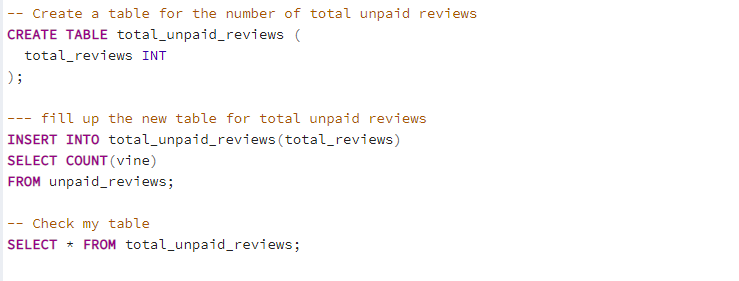 -- Create a table for the number of total unpaid reviews
CREATE TABLE total_unpaid_reviews (
  total_reviews INT
);
--- fill up the new table for total unpaid reviews
INSERT INTO total_unpaid_reviews(total_reviews)
SELECT COUNT(vine)
FROM unpaid_reviews;
-- Check my table
SELECT * FROM total_unpaid_reviews;